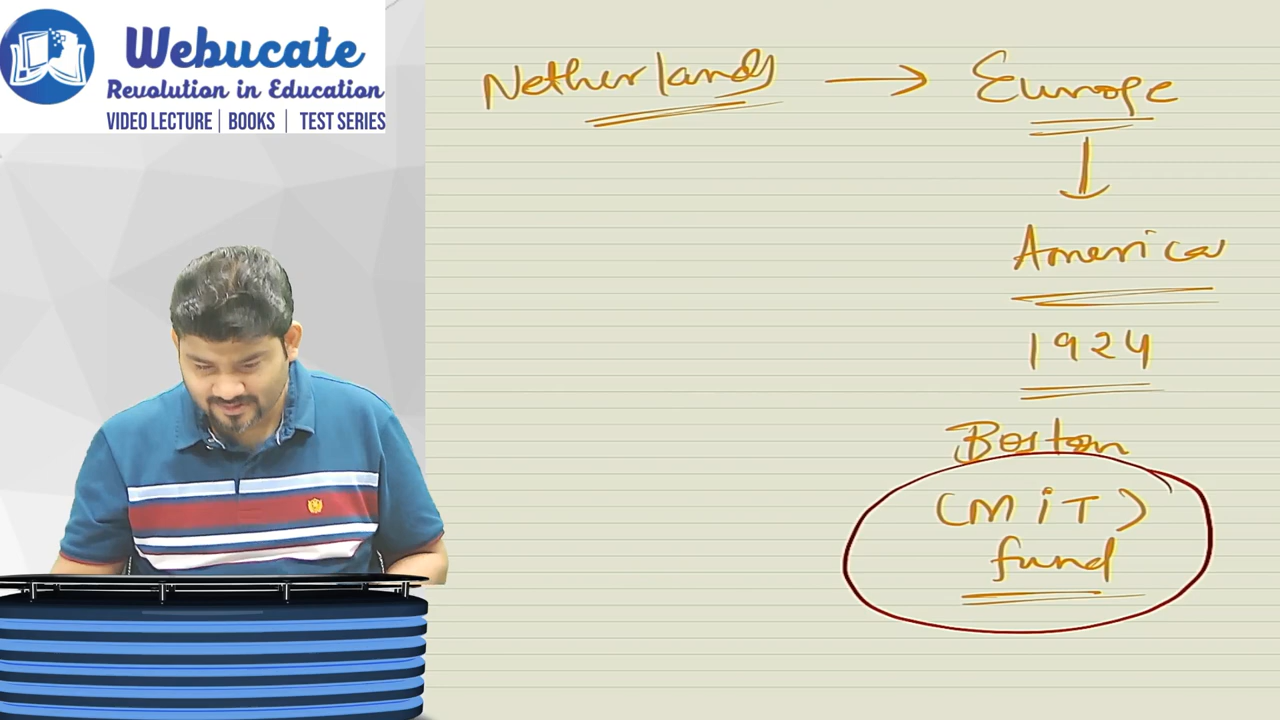 Webucate
Revolution in Education
VIDEO LECTURE | BOOKS | TEST SERIES
Netherlands → Europe
↓
America
1924
Boston
(MiT)
fund